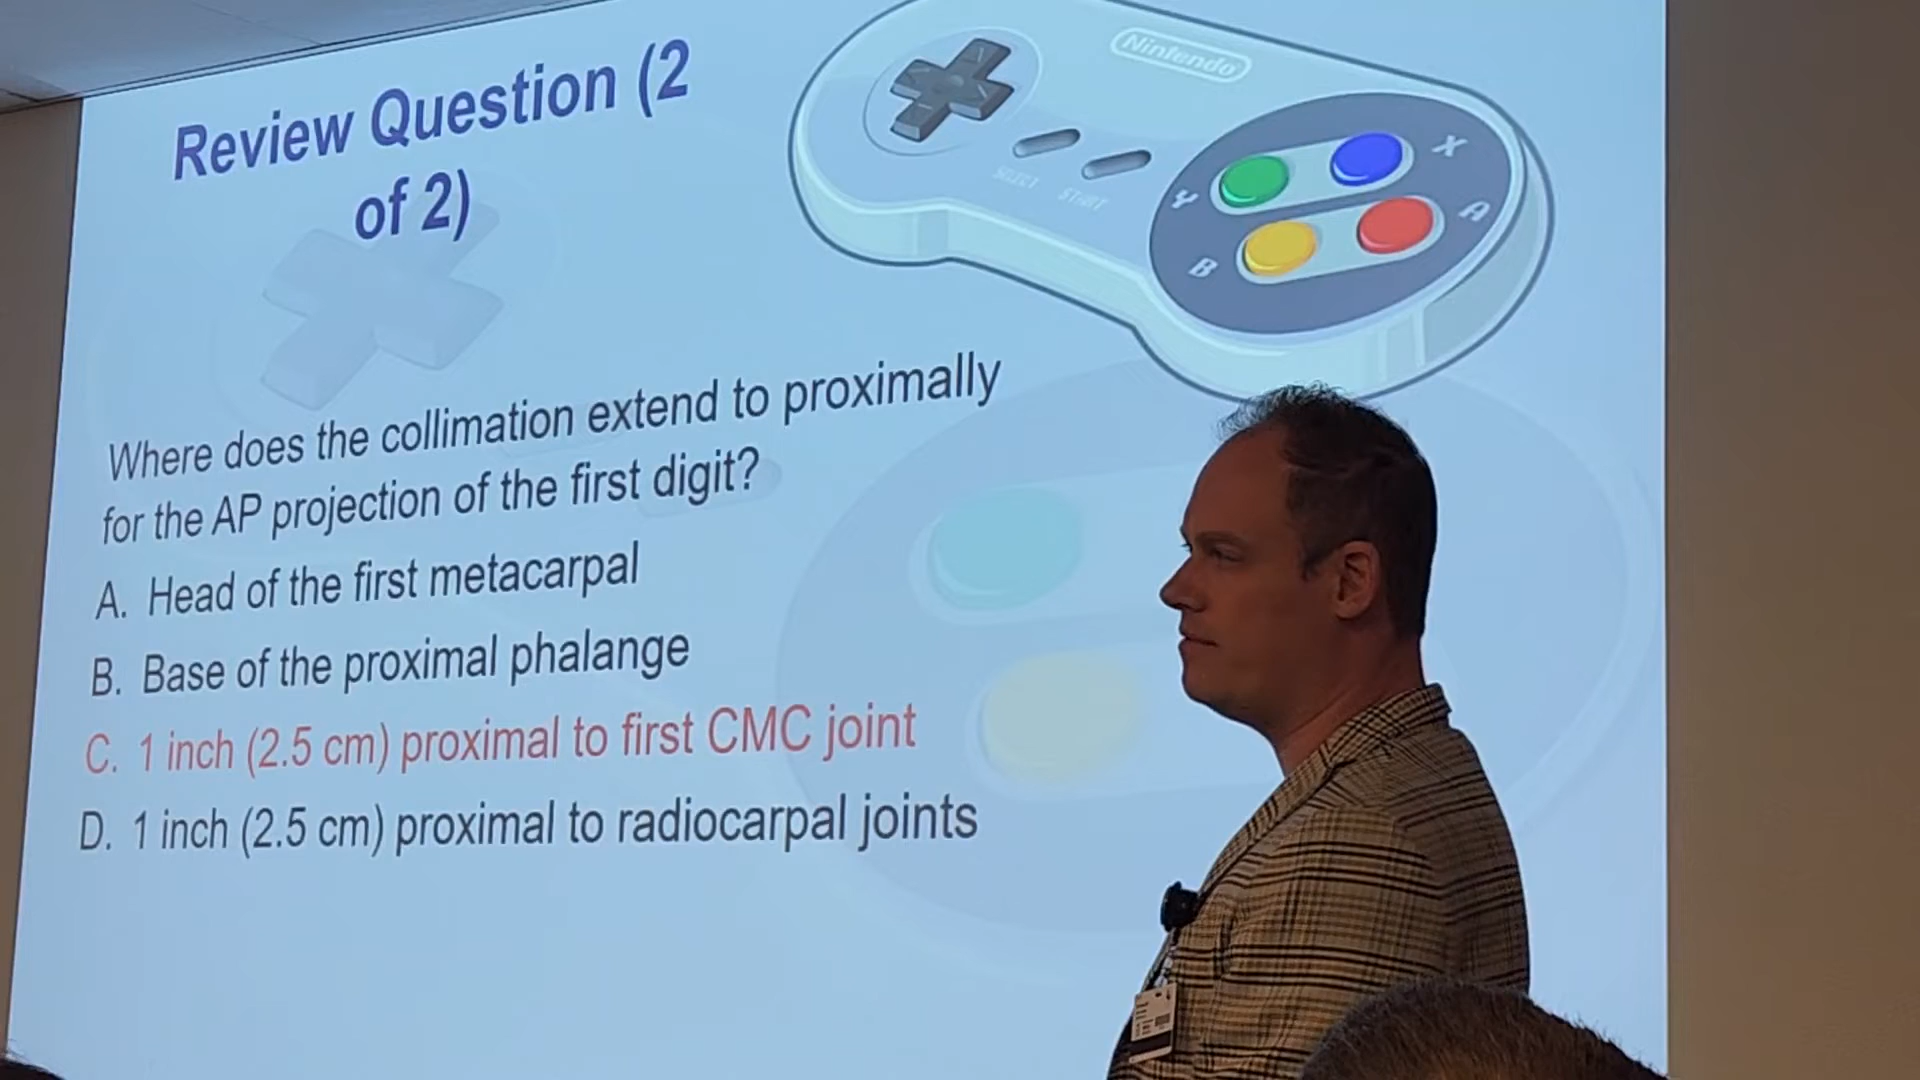 Nintendo
Review Question (2
of 2)
SELECT
START
X
Y
A
B
Where does the collimation extend to proximally
for the AP projection of the first digit?
A. Head of the first metacarpal
B. Base of the proximal phalange
C. 1 inch (2.5 cm) proximal to first CMC joint
D. 1 inch (2.5 cm) proximal to radiocarpal joints